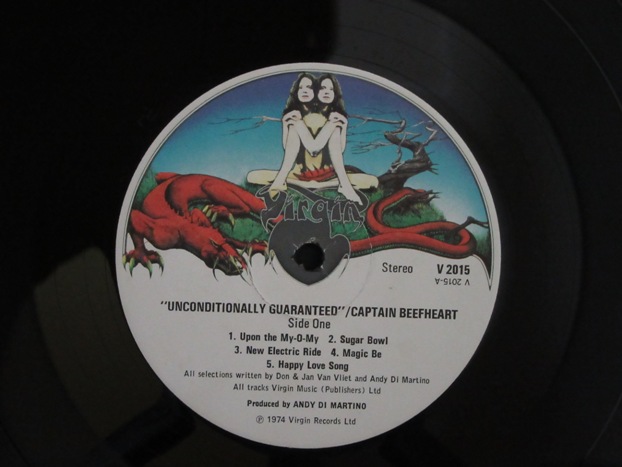 Virgin
Stereo V 2015
V 2015-A
"UNCONDITIONALLY GUARANTEED"/CAPTAIN BEEFHEART
Side One
1. Upon the My-O-My 2. Sugar Bowl
3. New Electric Ride 4. Magic Be
5. Happy Love Song
All selections written by Don & Jan Van Vliet and Andy Di Martino
All tracks Virgin Music (Publishers) Ltd
Produced by ANDY DI MARTINO
℗ 1974 Virgin Records Ltd